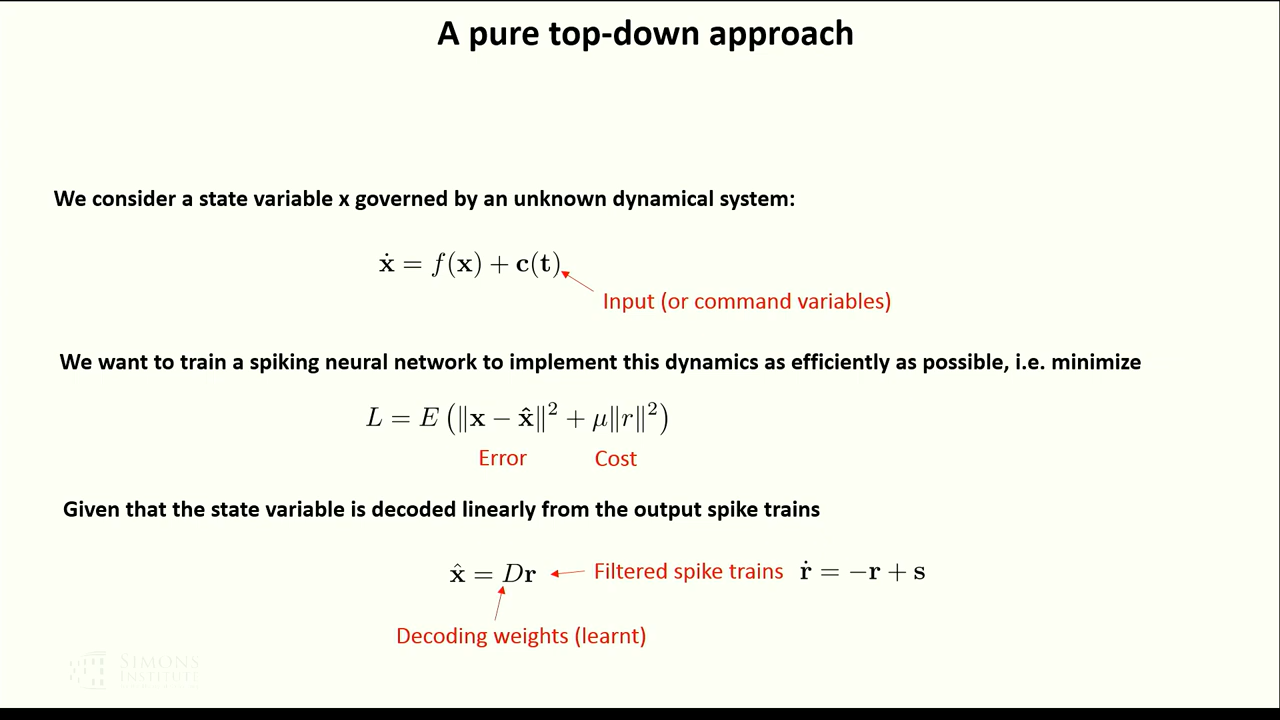 A pure top-down approach
We consider a state variable x governed by an unknown dynamical system:
ẋ = f(x) + c(t)
Input (or command variables)
We want to train a spiking neural network to implement this dynamics as efficiently as possible, i.e. minimize
L = E (‖x − x̂‖² + μ‖r‖²)
Error Cost
Given that the state variable is decoded linearly from the output spike trains
x̂ = Dr Filtered spike trains ṙ = −r + s
Decoding weights (learnt)
SIMONS
INSTITUTE